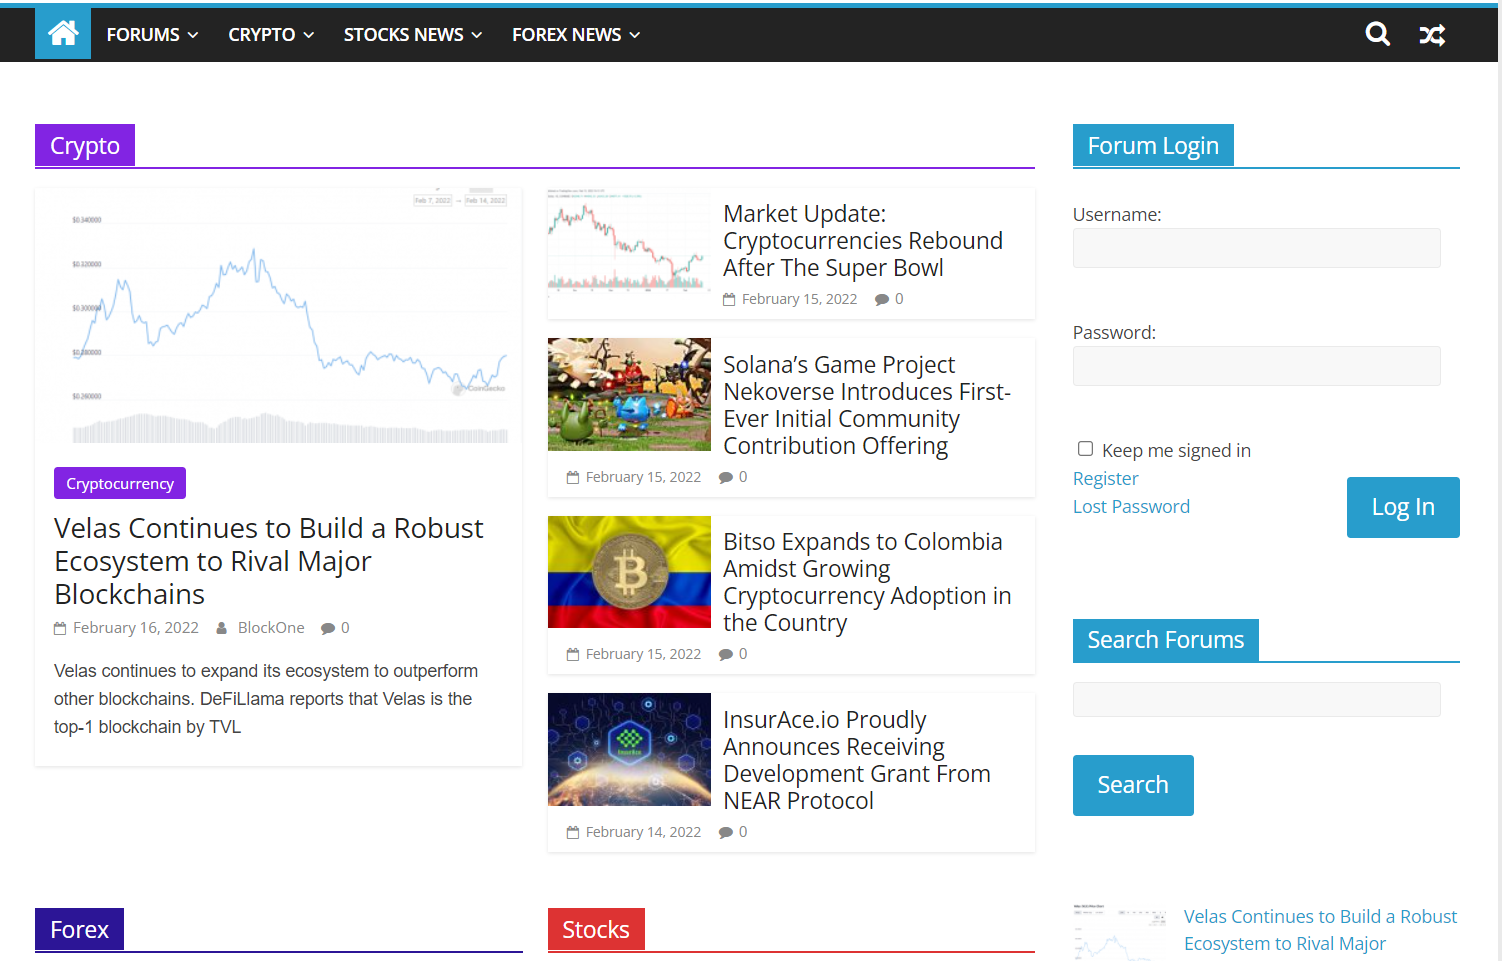 FORUMS
CRYPTO
STOCKS NEWS
FOREX NEWS
Crypto
Feb 7, 2022 → Feb 14, 2022
$0.340000
$0.320000
$0.300000
$0.280000
$0.260000
CoinGecko
Cryptocurrency
Velas Continues to Build a Robust
Ecosystem to Rival Major
Blockchains
February 16, 2022 BlockOne 0
Velas continues to expand its ecosystem to outperform
other blockchains. DeFiLlama reports that Velas is the
top-1 blockchain by TVL
Market Update:
Cryptocurrencies Rebound
After The Super Bowl
February 15, 2022 0
Solana’s Game Project
Nekoverse Introduces First-
Ever Initial Community
Contribution Offering
February 15, 2022 0
Bitso Expands to Colombia
Amidst Growing
Cryptocurrency Adoption in
the Country
February 15, 2022 0
InsurAce
InsurAce.io Proudly
Announces Receiving
Development Grant From
NEAR Protocol
February 14, 2022 0
Forum Login
Username:
Password:
Keep me signed in
Register
Lost Password
Log In
Search Forums
Search
Forex
Stocks
Velas Continues to Build a Robust
Ecosystem to Rival Major